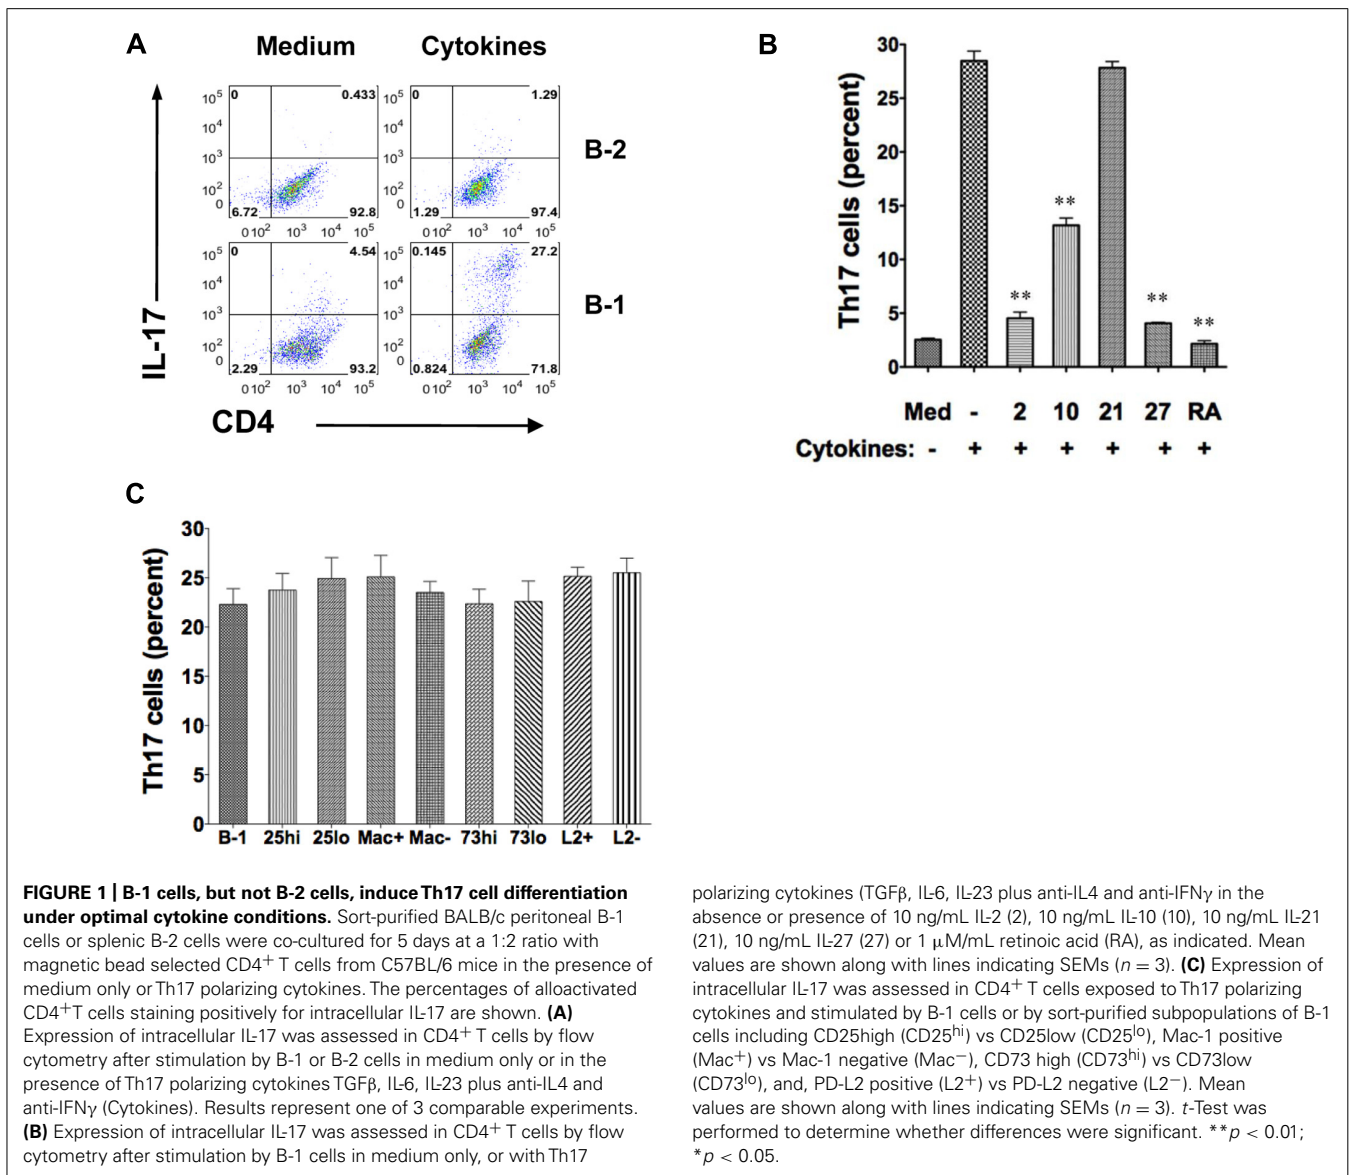 A
Medium Cytokines
10⁵ 0 0.433 10⁵ 0 1.29
10⁴ 10⁴
10³ 10³
B-2
10² 10²
0 6.72 92.8 0 1.29 97.4
0 10² 10³ 10⁴ 10⁵ 0 10² 10³ 10⁴ 10⁵
10⁵ 0 4.54 10⁵ 0.145 27.2
10⁴ 10⁴
10³ 10³
B-1
10² 10²
0 2.29 93.2 0 0.824 71.8
0 10² 10³ 10⁴ 10⁵ 0 10² 10³ 10⁴ 10⁵
IL-17
CD4
B
Th17 cells (percent)
30
25
20
15
10
5
0
** ** ** **
Med - 2 10 21 27 RA
Cytokines: - + + + + + +
C
Th17 cells (percent)
30
25
20
15
10
5
0
B-1 25hi 25lo Mac+ Mac- 73hi 73lo L2+ L2-
FIGURE 1 | B-1 cells, but not B-2 cells, induce Th17 cell differentiation
under optimal cytokine conditions. Sort-purified BALB/c peritoneal B-1
cells or splenic B-2 cells were co-cultured for 5 days at a 1:2 ratio with
magnetic bead selected CD4⁺ T cells from C57BL/6 mice in the presence of
medium only or Th17 polarizing cytokines. The percentages of alloactivated
CD4⁺T cells staining positively for intracellular IL-17 are shown. (A)
Expression of intracellular IL-17 was assessed in CD4⁺ T cells by flow
cytometry after stimulation by B-1 or B-2 cells in medium only or in the
presence of Th17 polarizing cytokines TGFβ, IL-6, IL-23 plus anti-IL4 and
anti-IFNγ (Cytokines). Results represent one of 3 comparable experiments.
(B) Expression of intracellular IL-17 was assessed in CD4⁺ T cells by flow
cytometry after stimulation by B-1 cells in medium only, or with Th17
polarizing cytokines (TGFβ, IL-6, IL-23 plus anti-IL4 and anti-IFNγ in the
absence or presence of 10 ng/mL IL-2 (2), 10 ng/mL IL-10 (10), 10 ng/mL IL-21
(21), 10 ng/mL IL-27 (27) or 1 μM/mL retinoic acid (RA), as indicated. Mean
values are shown along with lines indicating SEMs (n = 3). (C) Expression of
intracellular IL-17 was assessed in CD4⁺ T cells exposed to Th17 polarizing
cytokines and stimulated by B-1 cells or by sort-purified subpopulations of B-1
cells including CD25high (CD25ʰⁱ) vs CD25low (CD25ˡᵒ), Mac-1 positive
(Mac⁺) vs Mac-1 negative (Mac⁻), CD73 high (CD73ʰⁱ) vs CD73low
(CD73ˡᵒ), and, PD-L2 positive (L2⁺) vs PD-L2 negative (L2⁻). Mean
values are shown along with lines indicating SEMs (n = 3). t-Test was
performed to determine whether differences were significant. **p < 0.01;
*p < 0.05.